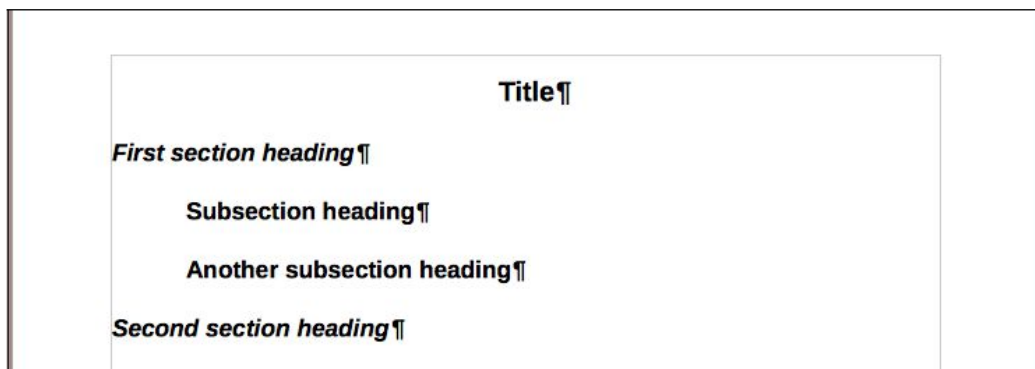 Title¶
First section heading¶
Subsection heading¶
Another subsection heading¶
Second section heading¶